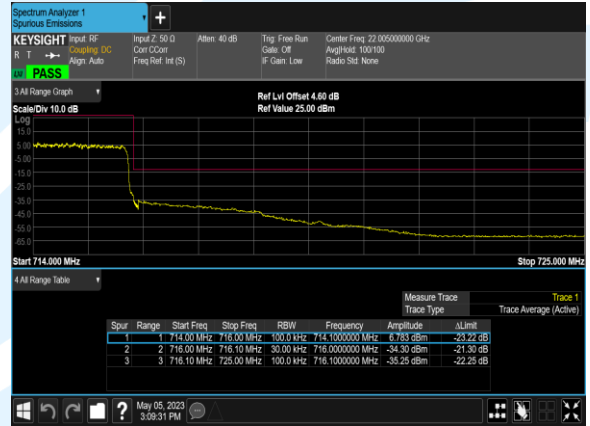 Spectrum Analyzer 1
Spurious Emissions
KEYSIGHT Input: RF Input Z: 50 Ω Atten: 40 dB Trig: Free Run Center Freq: 22.005000000 GHz
R T Coupling: DC Corr CCorr Gate: Off Avg|Hold: 100/100
Align: Auto Freq Ref: Int (S) IF Gain: Low Radio Std: None
LW PASS
3 All Range Graph
Ref Lvl Offset 4.60 dB
Scale/Div 10.0 dB Ref Value 25.00 dBm
Log
15.0
5.00
-5.00
-15.0
-25.0
-35.0
-45.0
-55.0
-65.0
Start 714.000 MHz Stop 725.000 MHz
4 All Range Table
Measure Trace Trace 1
Trace Type Trace Average (Active)
Spur Range Start Freq Stop Freq RBW Frequency Amplitude ΔLimit
1 1 714.00 MHz 716.00 MHz 100.0 kHz 714.1000000 MHz 6.783 dBm -23.22 dB
2 2 716.00 MHz 716.10 MHz 30.00 kHz 716.0000000 MHz -34.30 dBm -21.30 dB
3 3 716.10 MHz 725.00 MHz 100.0 kHz 716.1000000 MHz -35.25 dBm -22.25 dB
May 05, 2023
3:09:31 PM